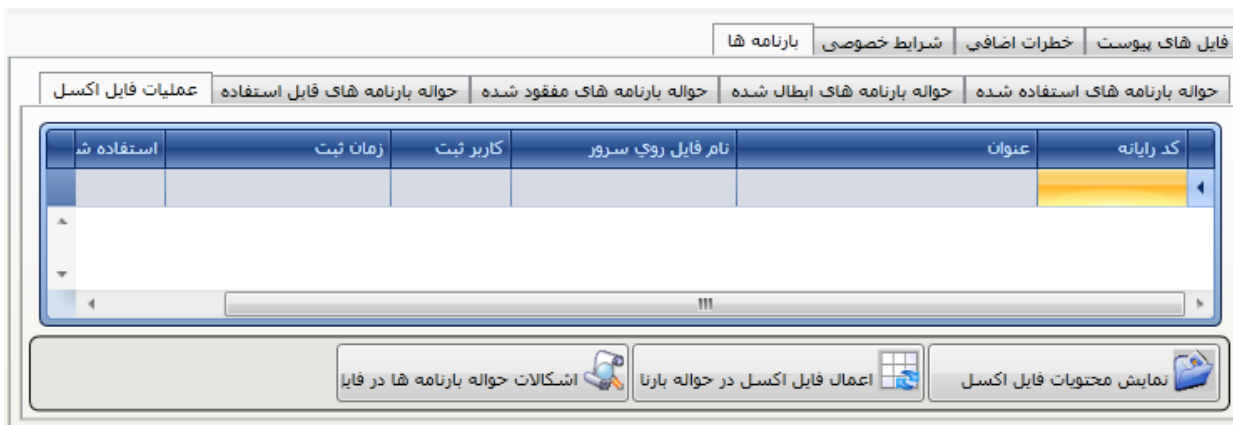 فایل های پیوست خطرات اضافی شرایط خصوصی بارنامه ها
حواله بارنامه های استفاده شده حواله بارنامه های ابطال شده حواله بارنامه های مفقود شده حواله بارنامه های قابل استفاده عملیات فایل اکسل
کد رایانه عنوان نام فايل روي سرور کاربر ثبت زمان ثبت استفاده ش
نمایش محتویات فایل اکسل اعمال فایل اکسل در حواله بارنا اشکالات حواله بارنامه ها در فایل